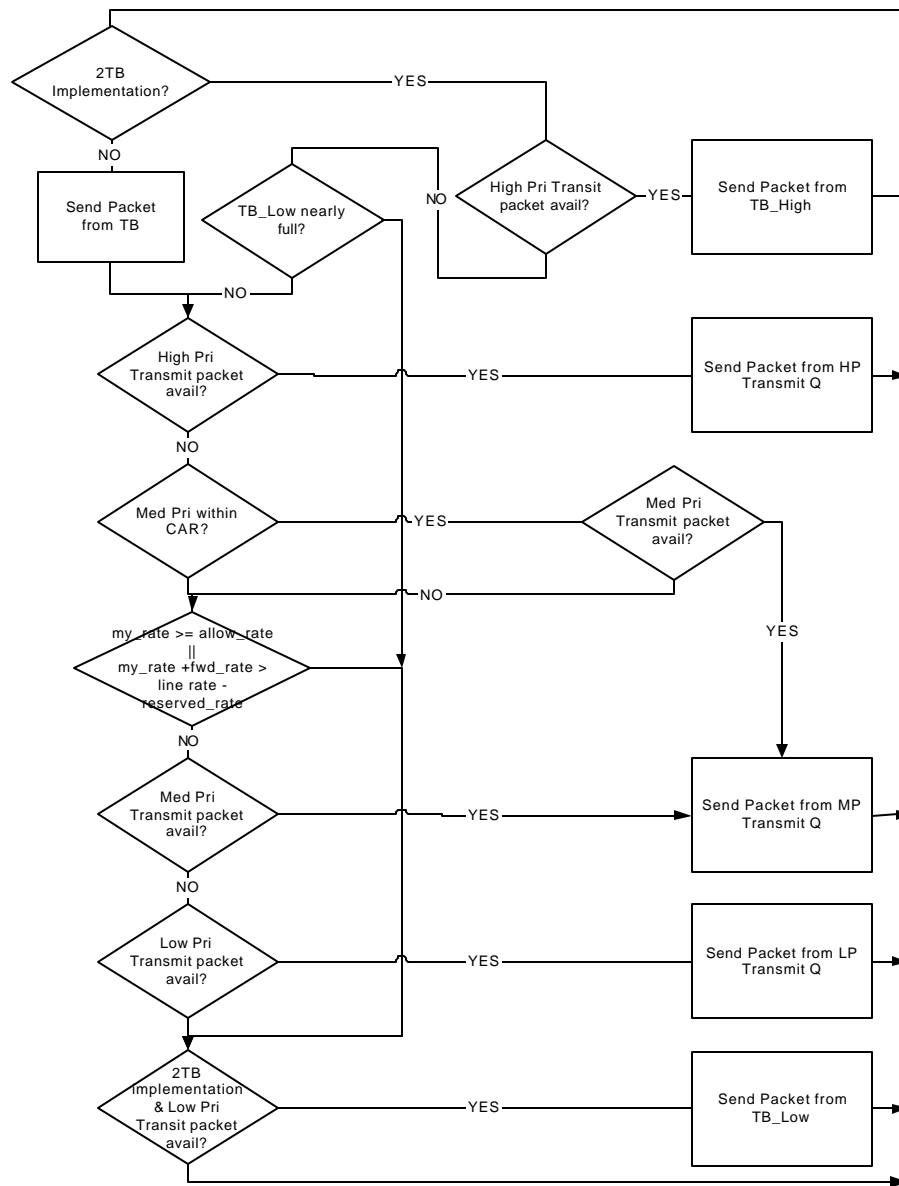 2TB
Implementation?
YES
NO
Send Packet
from TB
TB_Low nearly
full?
NO
High Pri Transit
packet avail?
YES
Send Packet from
TB_High
NO
High Pri
Transmit packet
avail?
YES
Send Packet from HP
Transmit Q
NO
Med Pri within
CAR?
YES
Med Pri
Transmit packet
avail?
NO
YES
my_rate >= allow_rate
||
my_rate +fwd_rate >
line rate -
reserved_rate
NO
Med Pri
Transmit packet
avail?
YES
Send Packet from MP
Transmit Q
NO
Low Pri
Transmit packet
avail?
YES
Send Packet from LP
Transmit Q
2TB
Implementation
& Low Pri
Transit packet
avail?
YES
Send Packet from
TB_Low